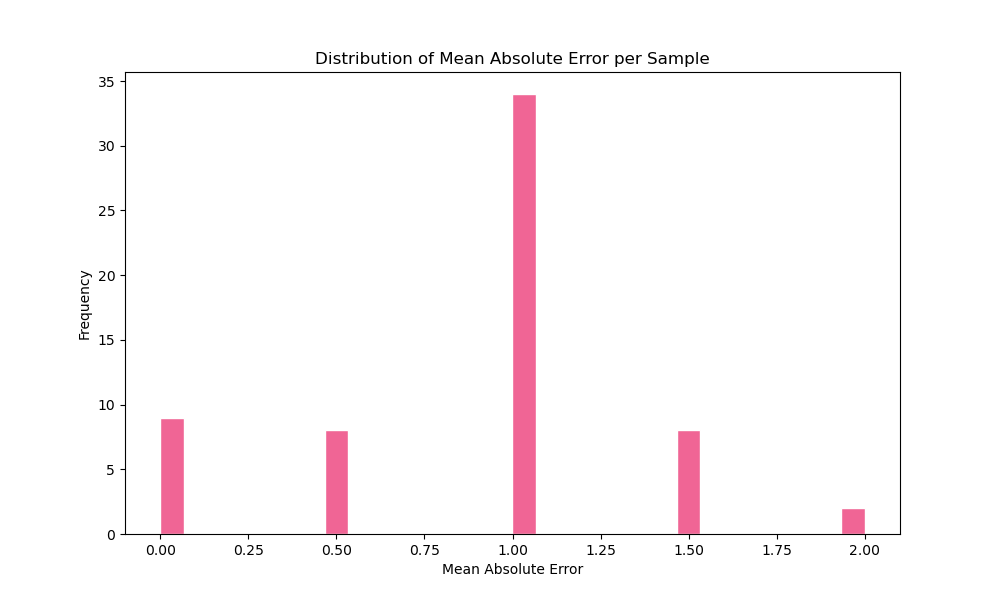 Distribution of Mean Absolute Error per Sample
35
30
25
20
15
10
5
0
Frequency
0.00 0.25 0.50 0.75 1.00 1.25 1.50 1.75 2.00
Mean Absolute Error